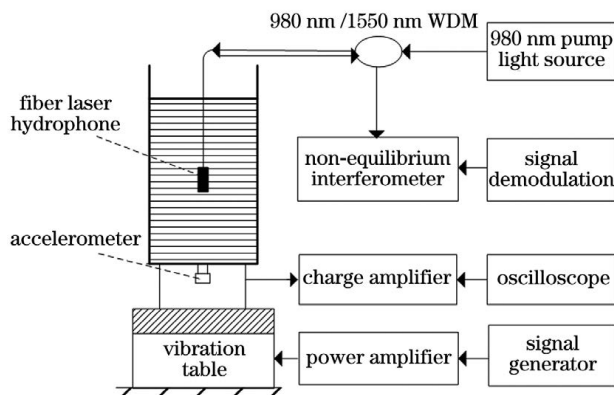 980 nm /1550 nm WDM
980 nm pump
light source
fiber laser
hydrophone
non-equilibrium
interferometer
signal
demodulation
accelerometer
charge amplifier
oscilloscope
vibration
table
power amplifier
signal
generator